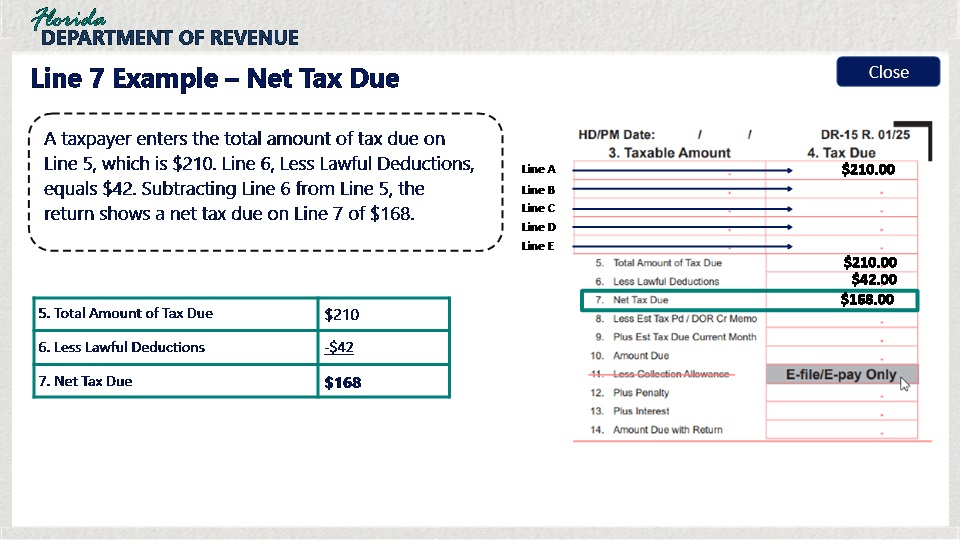 Florida
DEPARTMENT OF REVENUE
Line 7 Example – Net Tax Due
Close
A taxpayer enters the total amount of tax due on
Line 5, which is $210. Line 6, Less Lawful Deductions,
equals $42. Subtracting Line 6 from Line 5, the
return shows a net tax due on Line 7 of $168.
5. Total Amount of Tax Due $210
6. Less Lawful Deductions -$42
7. Net Tax Due $168
HD/PM Date: / / DR-15 R. 01/25
3. Taxable Amount 4. Tax Due
Line A $210.00
Line B
Line C
Line D
Line E
5. Total Amount of Tax Due $210.00
6. Less Lawful Deductions $42.00
7. Net Tax Due $168.00
8. Less Est Tax Pd / DOR Cr Memo
9. Plus Est Tax Due Current Month
10. Amount Due
11. Less Collection Allowance E-file/E-pay Only
12. Plus Penalty
13. Plus Interest
14. Amount Due with Return